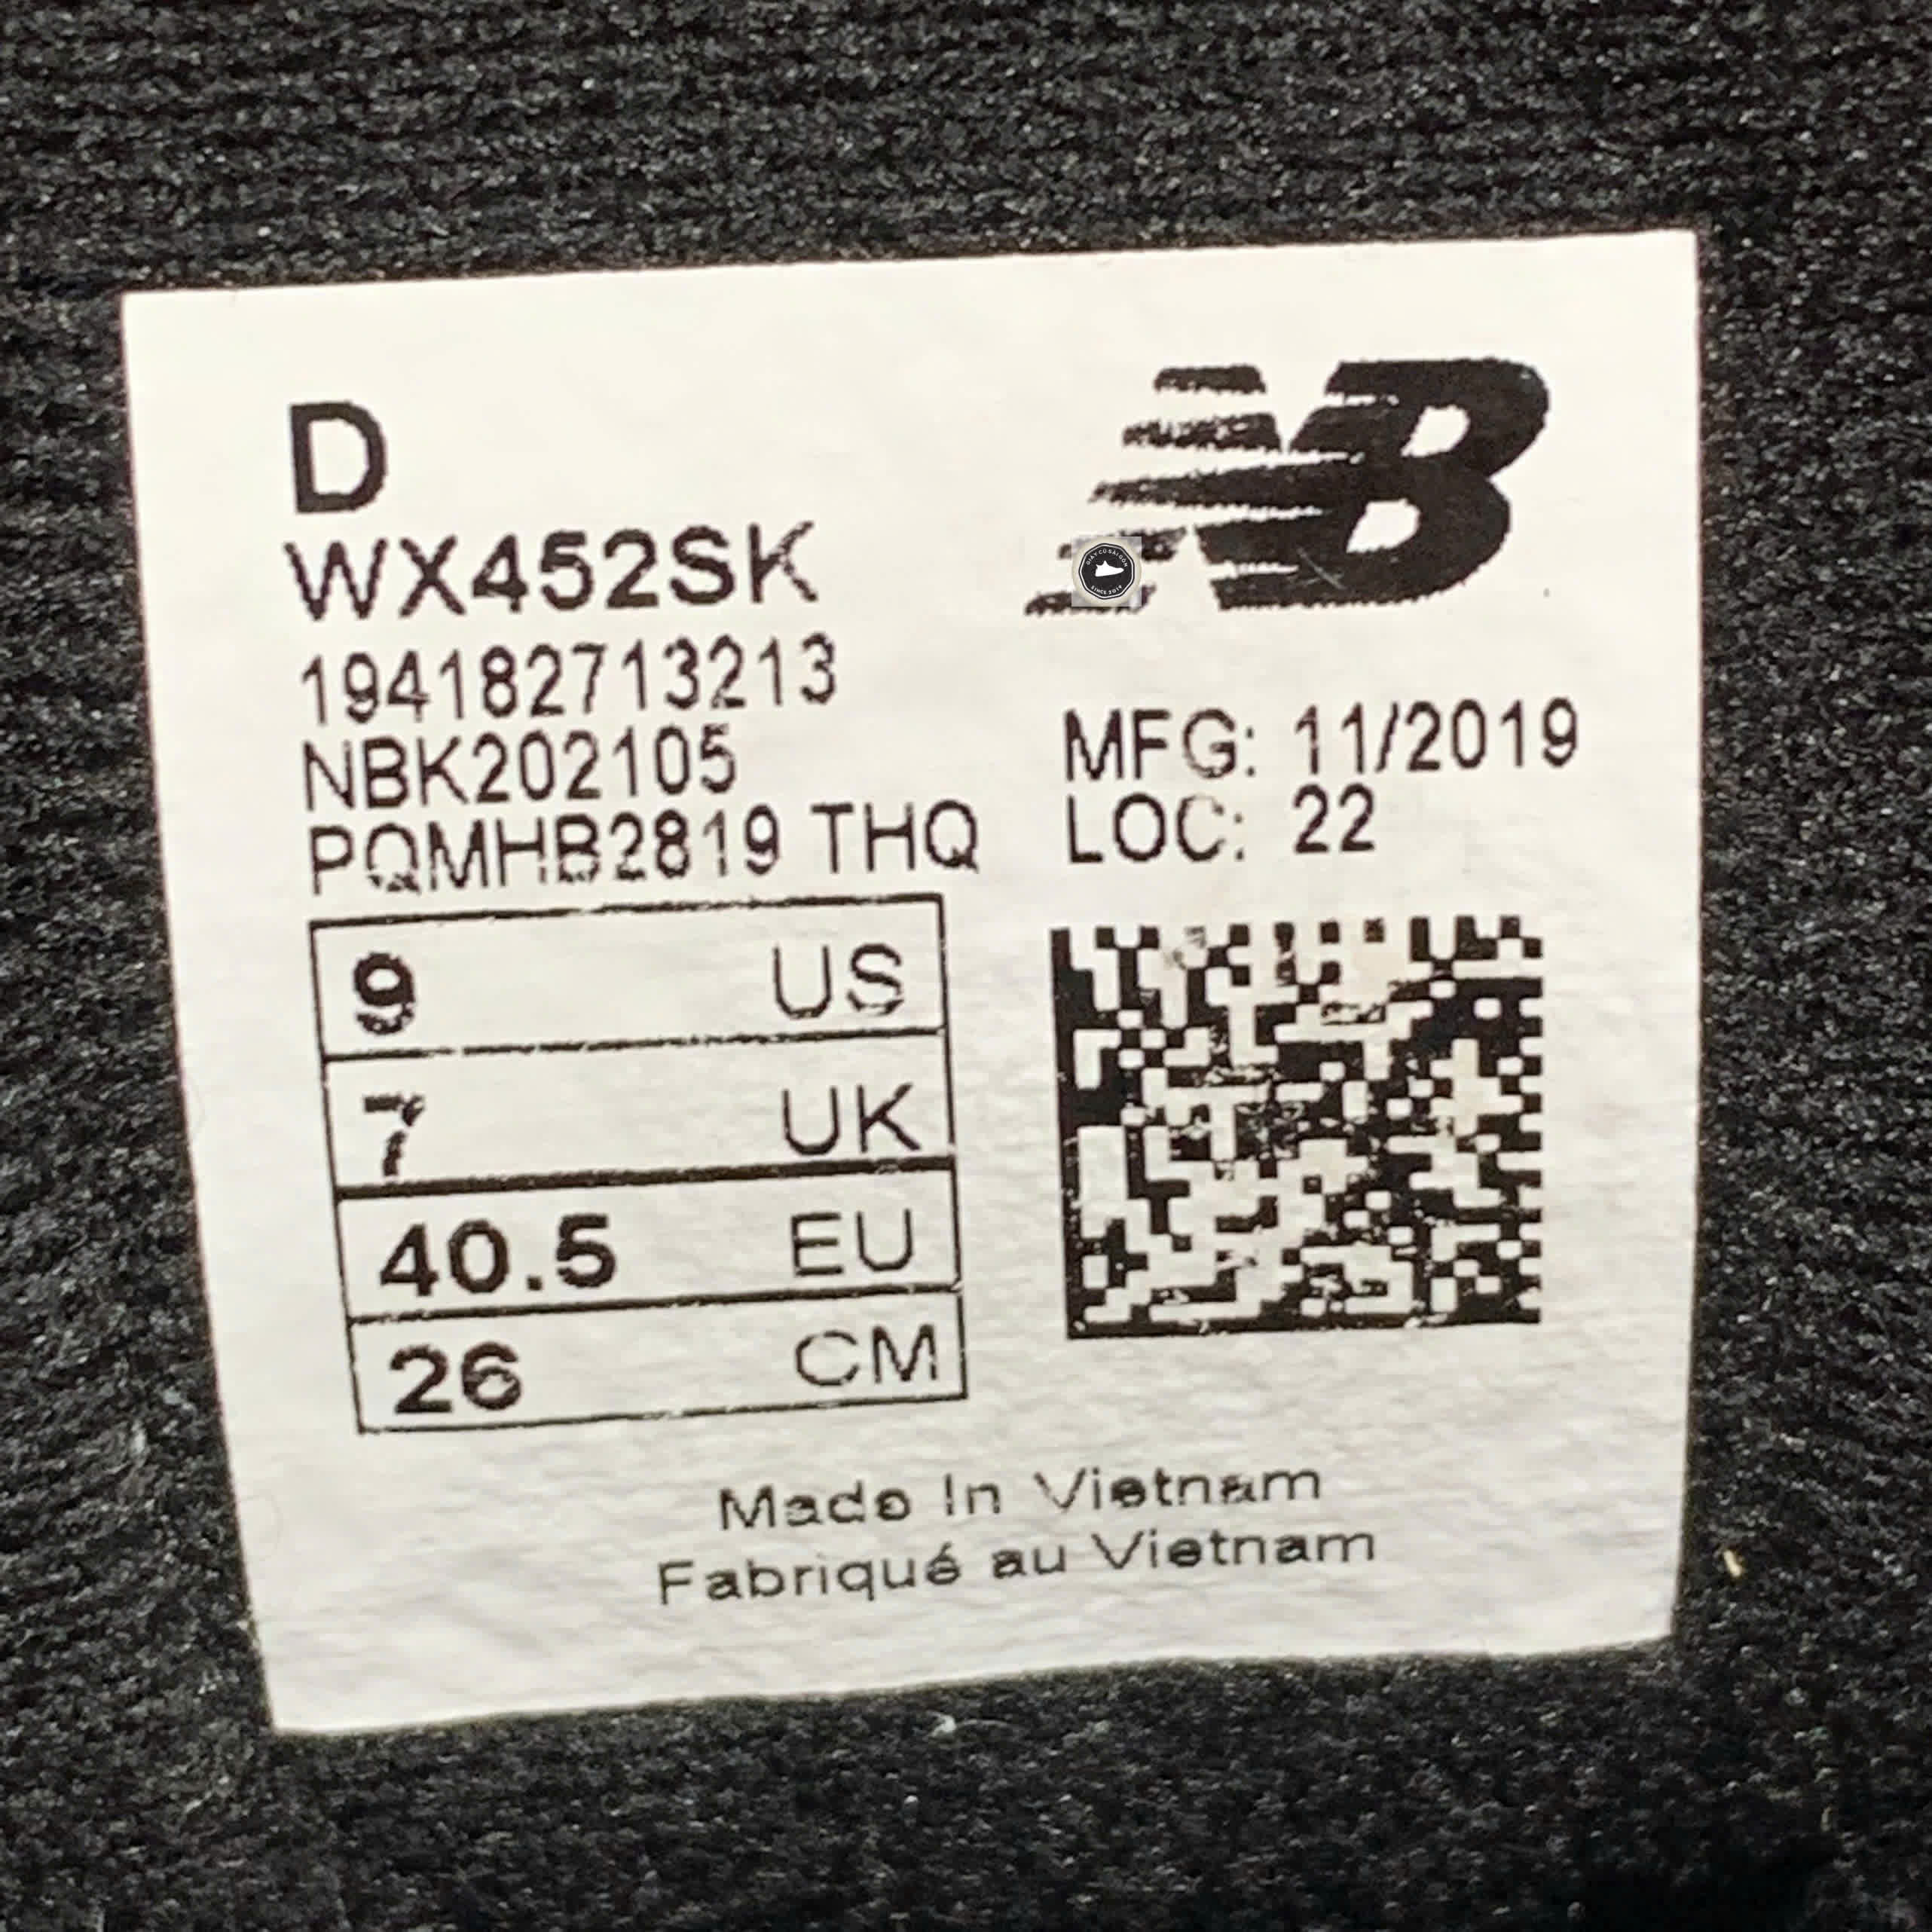 D
WX452SK
194182713213
NBK202105
PQMHB2819 THQ
NB
MFG: 11/2019
LOC: 22
9 US
7 UK
40.5 EU
26 CM
Made In Vietnam
Fabriqué au Vietnam